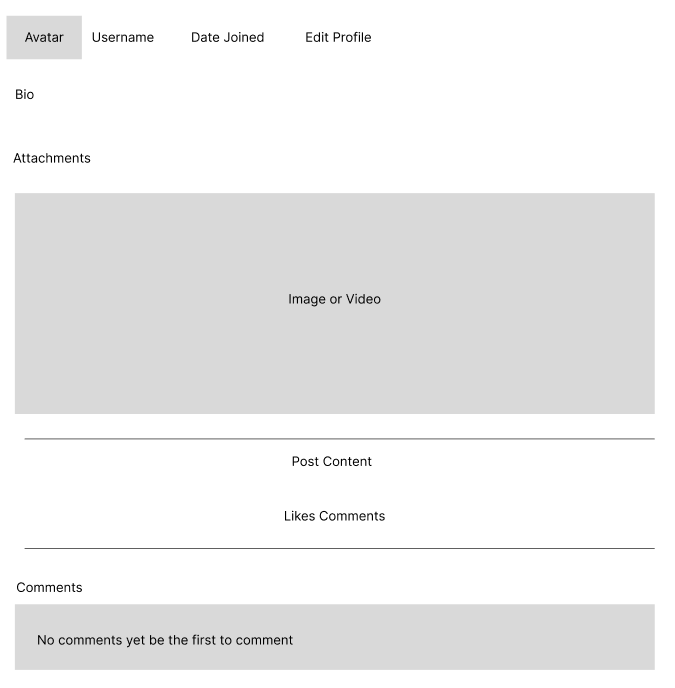 Avatar Username Date Joined Edit Profile
Bio
Attachments
Image or Video
Post Content
Likes Comments
Comments
No comments yet be the first to comment